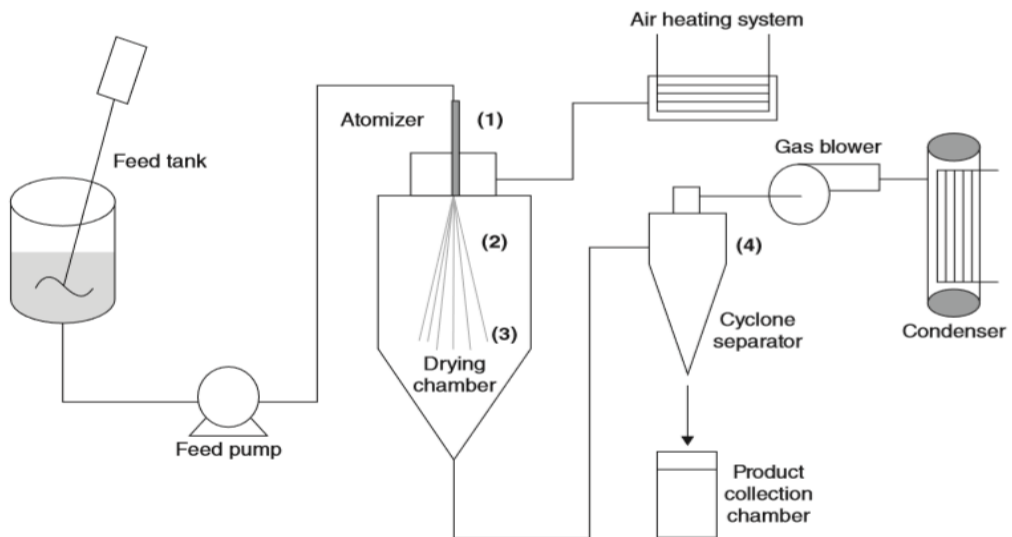 Air heating system
Atomizer
(1)
Gas blower
Feed tank
(2)
(4)
(3)
Drying
chamber
Cyclone
separator
Condenser
Feed pump
Product
collection
chamber